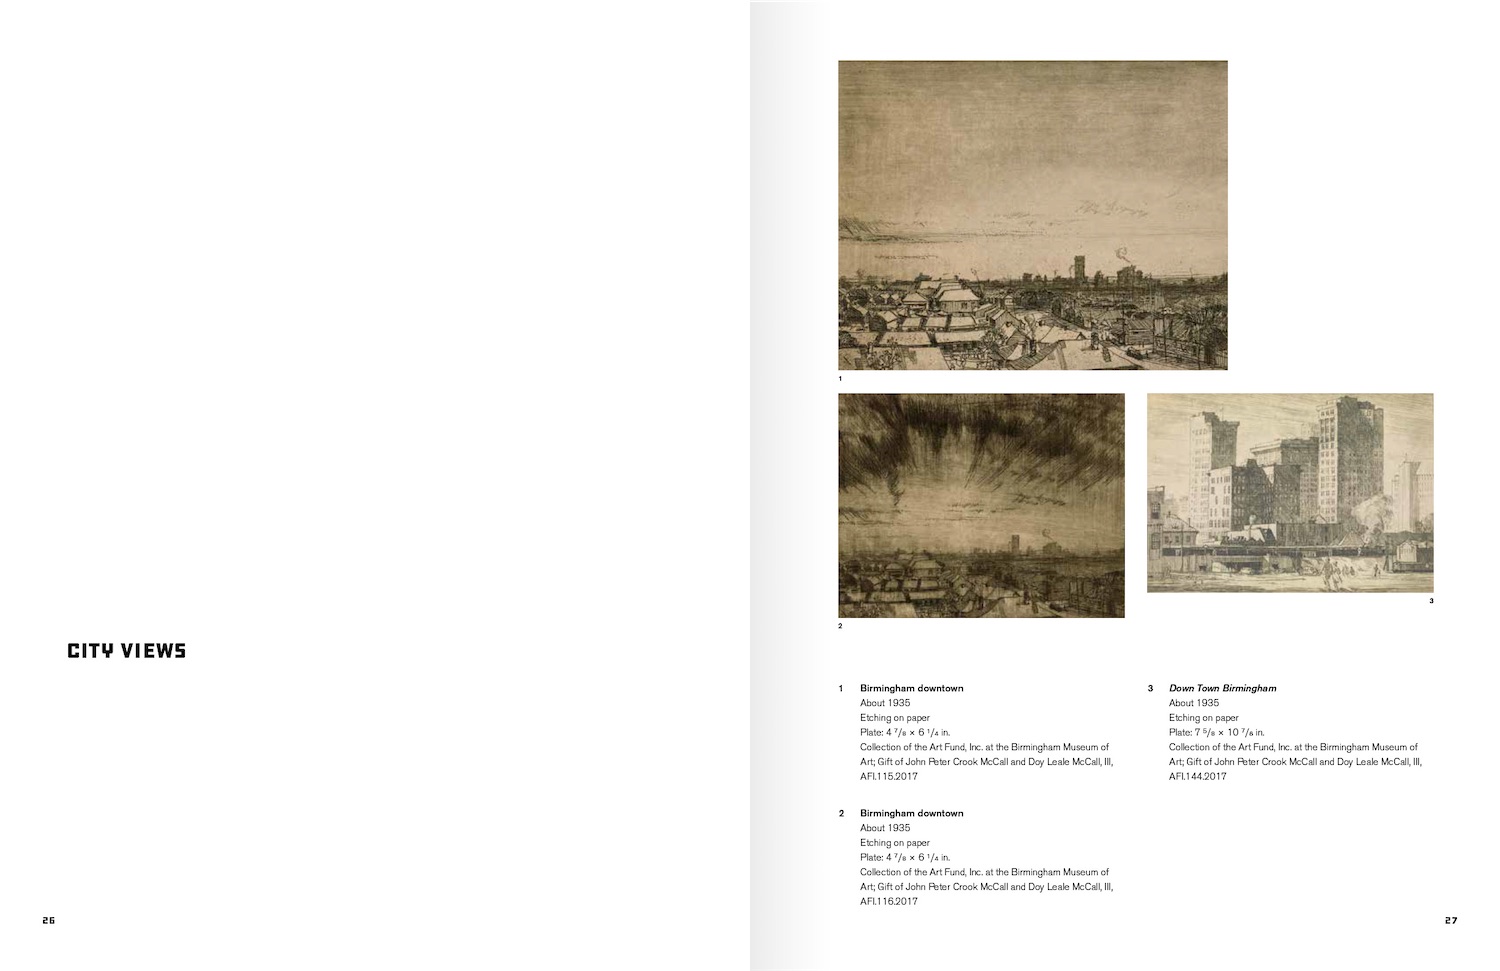 CITY VIEWS
26
1
2
3
1 Birmingham downtown
About 1935
Etching on paper
Plate: 4 7/8 × 6 1/4 in.
Collection of the Art Fund, Inc. at the Birmingham Museum of
Art; Gift of John Peter Crook McCall and Doy Leale McCall, III,
AFI.115.2017
2 Birmingham downtown
About 1935
Etching on paper
Plate: 4 7/8 × 6 1/4 in.
Collection of the Art Fund, Inc. at the Birmingham Museum of
Art; Gift of John Peter Crook McCall and Doy Leale McCall, III,
AFI.116.2017
3 Down Town Birmingham
About 1935
Etching on paper
Plate: 7 5/8 × 10 7/6 in.
Collection of the Art Fund, Inc. at the Birmingham Museum of
Art; Gift of John Peter Crook McCall and Doy Leale McCall, III,
AFI.144.2017
27